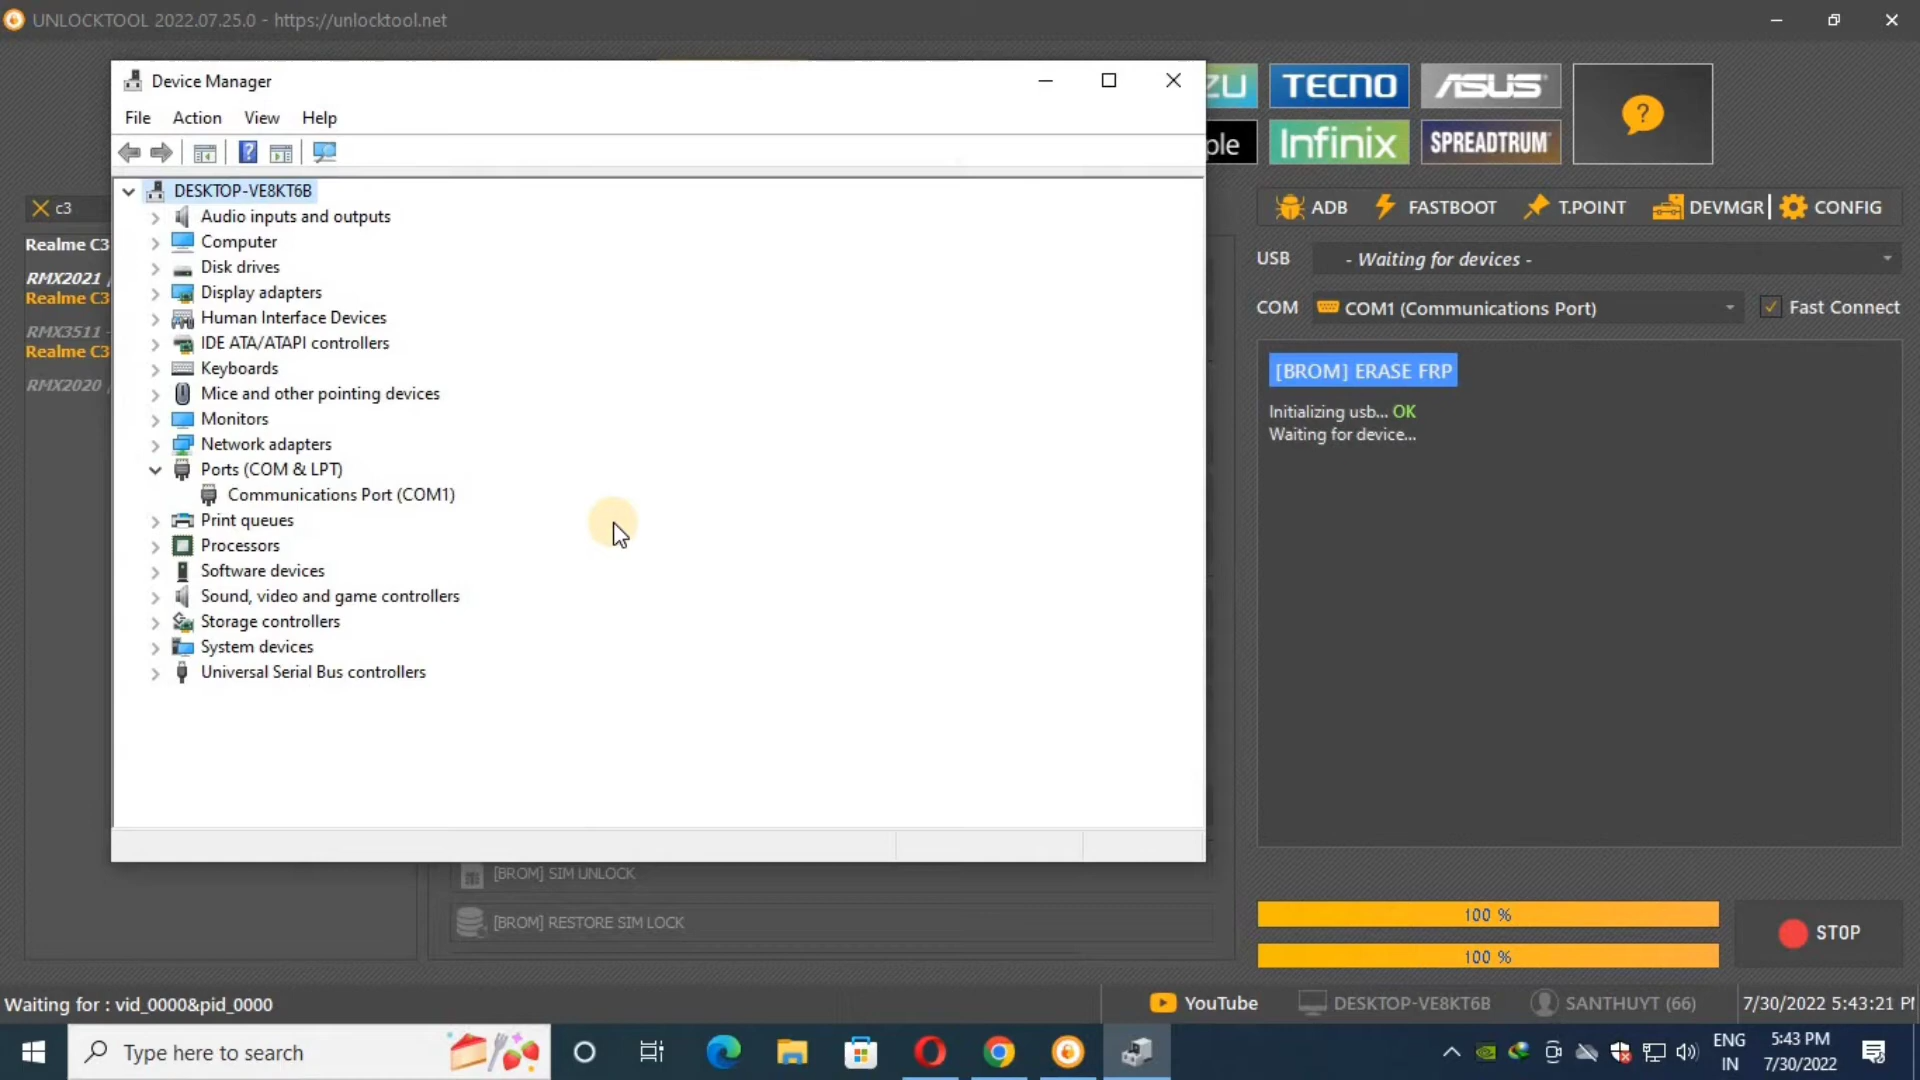 UNLOCKTOOL 2022.07.25.0 - https://unlocktool.net
Device Manager
File Action View Help
DESKTOP-VE8KT6B
Audio inputs and outputs
Computer
Disk drives
Display adapters
Human Interface Devices
IDE ATA/ATAPI controllers
Keyboards
Mice and other pointing devices
Monitors
Network adapters
Ports (COM & LPT)
Communications Port (COM1)
Print queues
Processors
Software devices
Sound, video and game controllers
Storage controllers
System devices
Universal Serial Bus controllers
c3
Realme C3
RMX2021
Realme C3
RMX3511 -
Realme C3
RMX2020
[BROM] SIM UNLOCK
[BROM] RESTORE SIM LOCK
ZU TECNO ASUS
ple Infinix SPREADTRUM
?
ADB FASTBOOT T.POINT DEVMGR CONFIG
USB - Waiting for devices -
COM COM1 (Communications Port) Fast Connect
[BROM] ERASE FRP
Initializing usb... OK
Waiting for device...
100 %
100 %
STOP
Waiting for : vid_0000&pid_0000
YouTube DESKTOP-VE8KT6B SANTHUYT (66) 7/30/2022 5:43:21 PM
Type here to search
ENG
IN
5:43 PM
7/30/2022